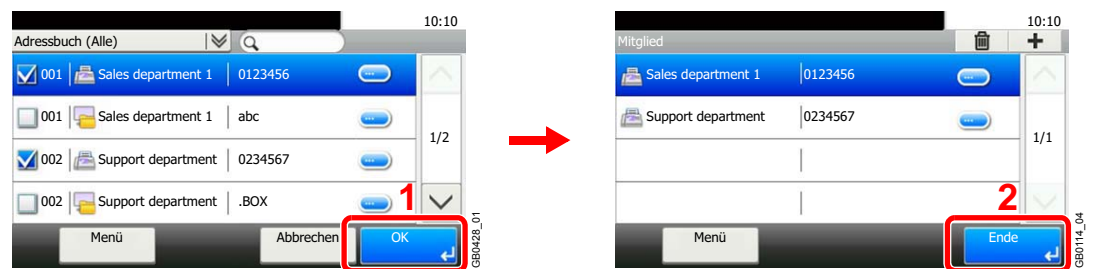 10:10
Adressbuch (Alle)
001 Sales department 1 0123456
001 Sales department 1 abc
002 Support department 0234567
002 Support department .BOX
1/2
1
Menü Abbrechen OK
GB0428_01
10:10
Mitglied
Sales department 1 0123456
Support department 0234567
1/1
2
Menü Ende
GB0114_04